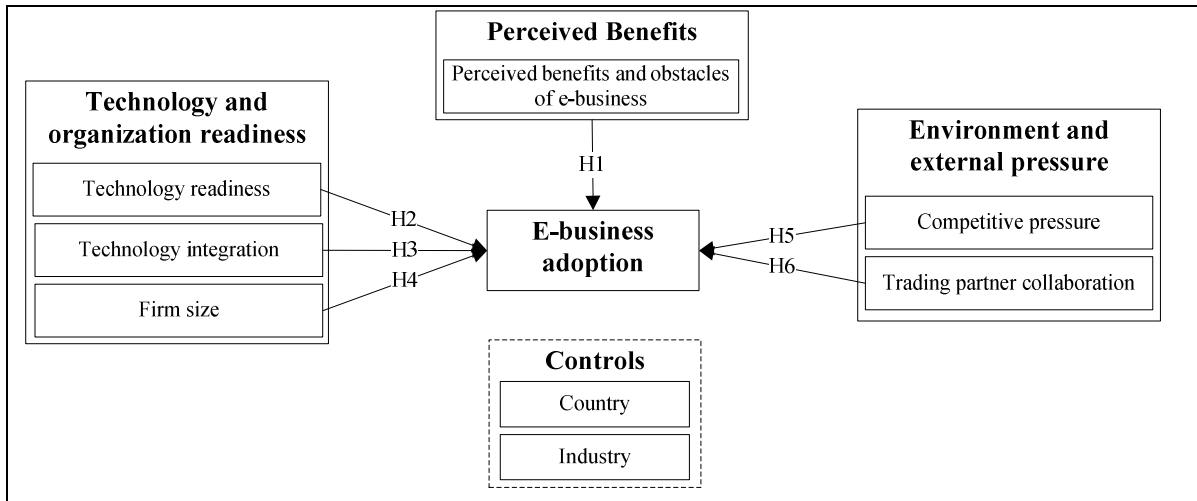 Perceived Benefits
Perceived benefits and obstacles
of e-business
Technology and
organization readiness
Technology readiness
Technology integration
Firm size
H1
H2
H3
H4
E-business
adoption
Environment and
external pressure
Competitive pressure
Trading partner collaboration
H5
H6
Controls
Country
Industry